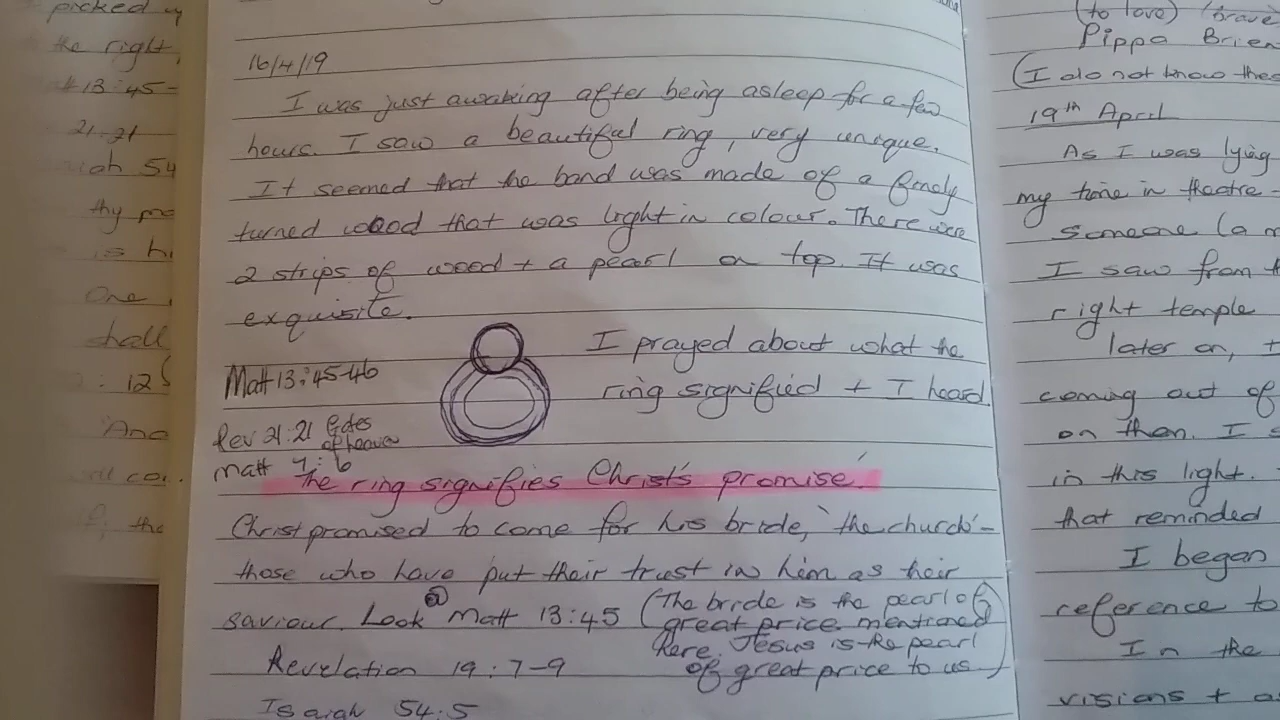 picked up
the right,
13:45-
21:21
54
thy
is h
One
shall
: 12
'And
the
16/4/19
I was just awaking after being asleep for a few
hours. I saw a beautiful ring, very unique.
It seemed that the band was made of a finely
turned wood that was light in colour. There were
2 strips of wood + a pearl on top. It was
exquisite.
I prayed about what the
Matt 13:45-46
ring signified + I heard
Rev 21:21 Gates
of heaven
Matt 7:6
'The ring signifies Christ's promise.'
Christ promised to come for his bride, 'the church' -
those who have put their trust in him as their
saviour. Look @ Matt 13:45 (The bride is the pearl of
great price mentioned
here. Jesus is the pearl
of great price to us)
Revelation 19:7-9
Isaiah 54:5
(to love) (brave
Pippa Brien
(I do not know thes
19th April
As I was lying
my time in theatre -
someone (a m
I saw from t
right temple
later on, t
coming out of
on them. I s
in this light.
that reminded
I began
reference to
In the
visions + a